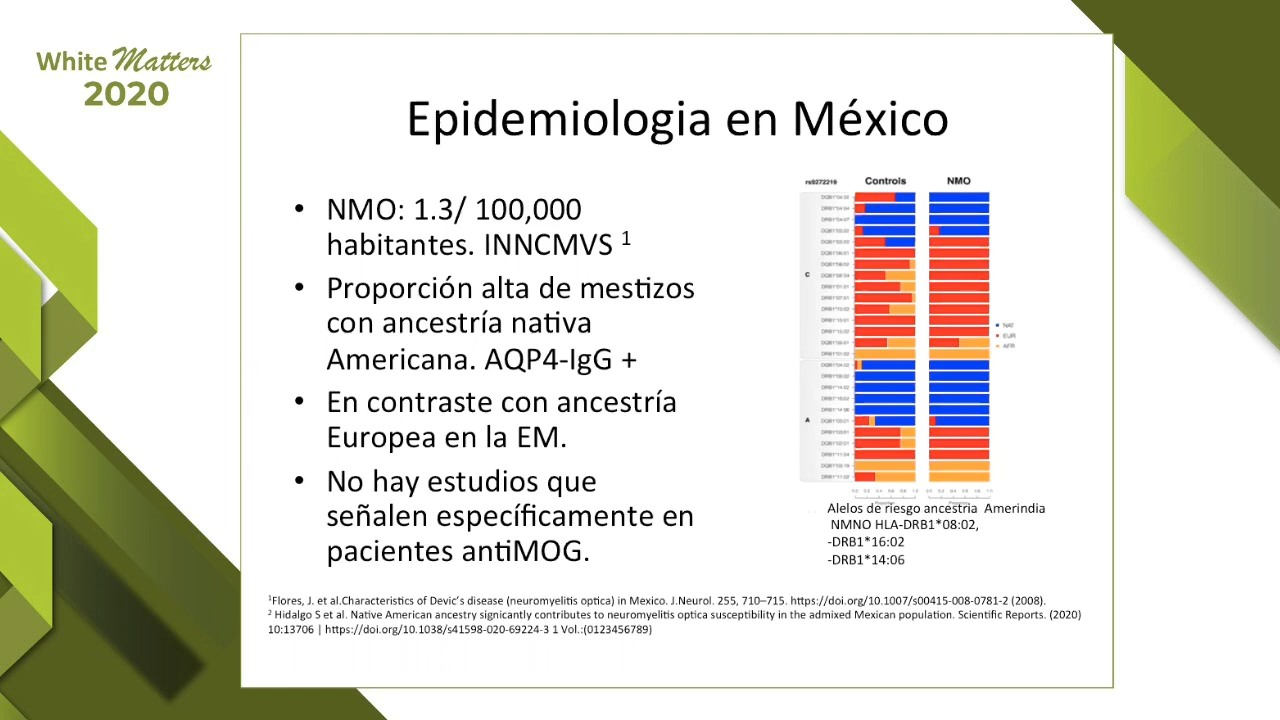 White Matters
2020
Epidemiologia en México
• NMO: 1.3/ 100,000
habitantes. INNCMVS 1
• Proporción alta de mestizos
con ancestría nativa
Americana. AQP4-IgG +
• En contraste con ancestría
Europea en la EM.
• No hay estudios que
señalen específicamente en
pacientes antiMOG.
rs9272219 Controls NMO
C
A
NAT
EUR
AFR
Alelos de riesgo ancestria Amerindia
NMNO HLA-DRB1*08:02,
-DRB1*16:02
-DRB1*14:06
1Flores, J. et al.Characteristics of Devic's disease (neuromyelitis optica) in Mexico. J.Neurol. 255, 710–715. https://doi.org/10.1007/s00415-008-0781-2 (2008).
2 Hidalgo S et al. Native American ancestry signicantly contributes to neuromyelitis optica susceptibility in the admixed Mexican population. Scientific Reports. (2020)
10:13706 | https://doi.org/10.1038/s41598-020-69224-3 1 Vol.:(0123456789)